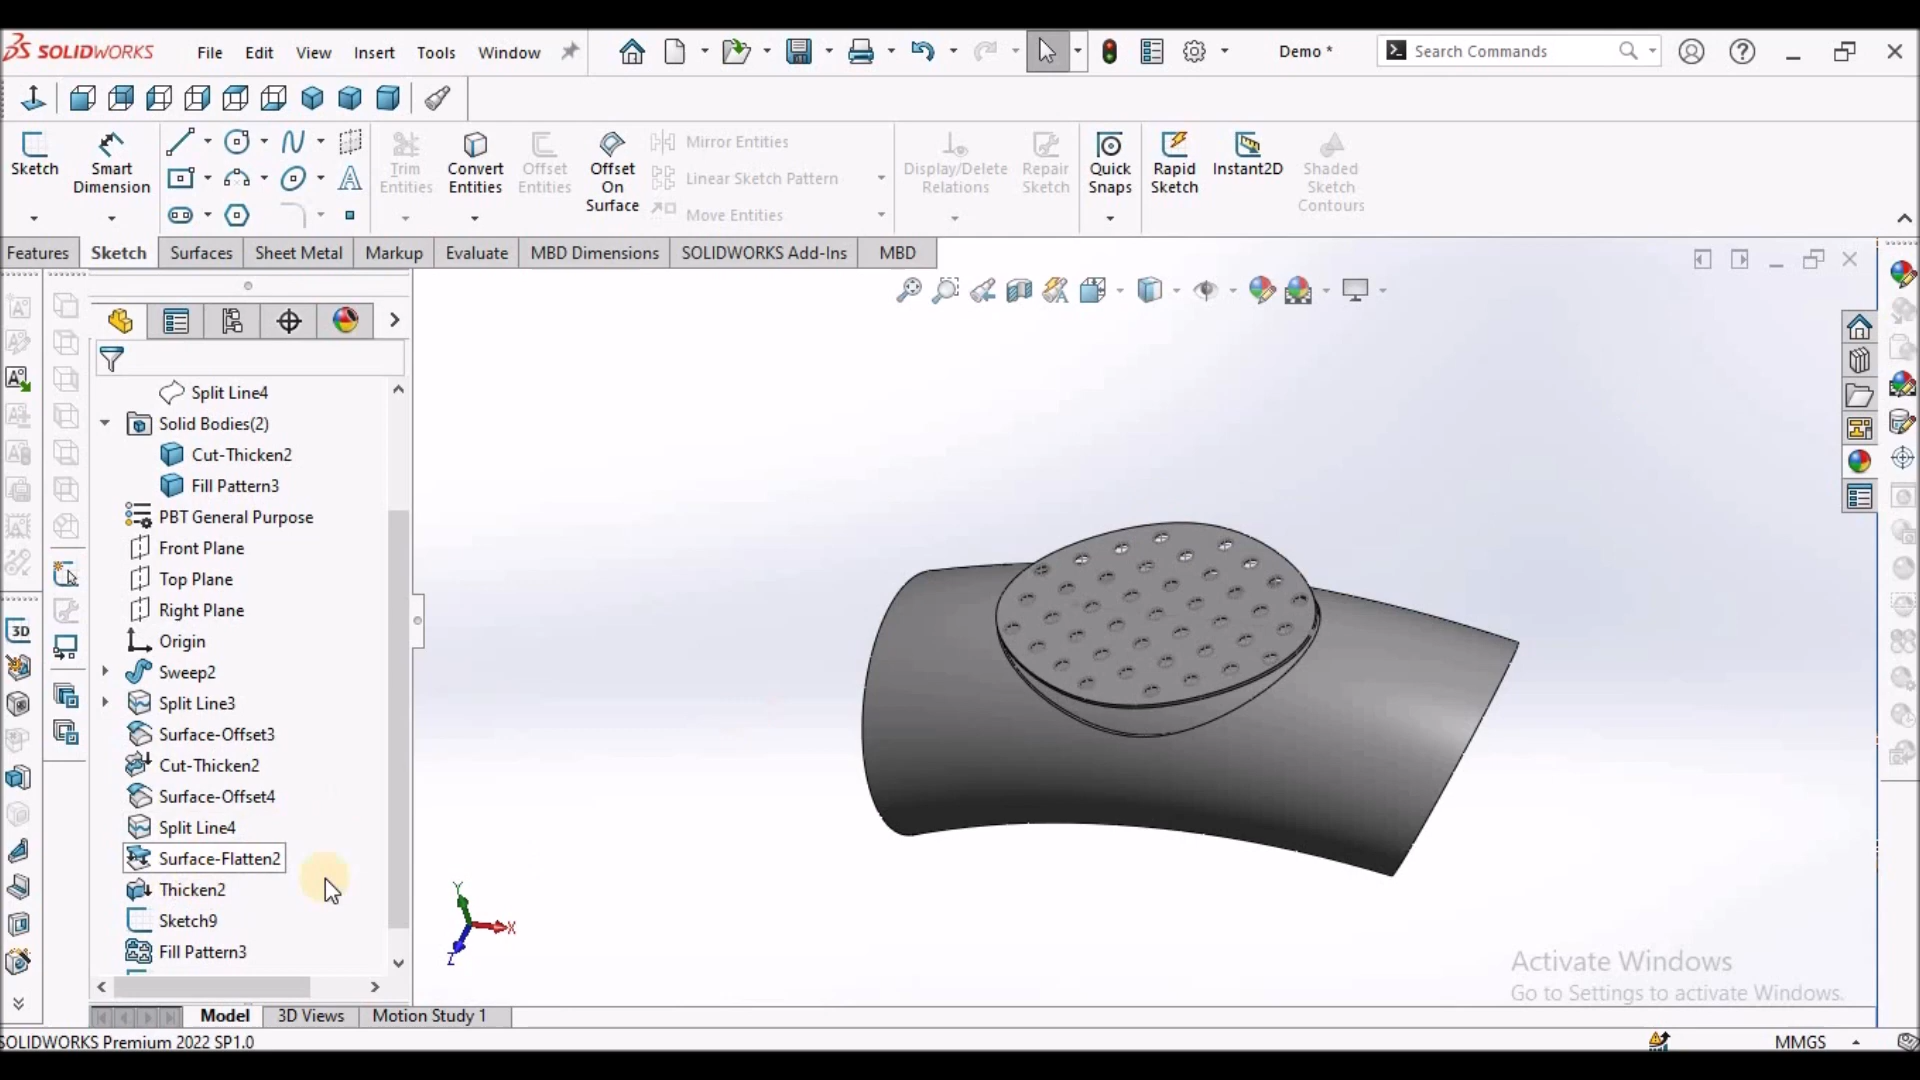 SOLIDWORKS File Edit View Insert Tools Window Demo * Search Commands
Sketch Smart Dimension Trim Entities Convert Entities Offset Entities Offset On Surface Mirror Entities Linear Sketch Pattern Move Entities Display/Delete Relations Repair Sketch Quick Snaps Rapid Sketch Instant2D Shaded Sketch Contours
Features Sketch Surfaces Sheet Metal Markup Evaluate MBD Dimensions SOLIDWORKS Add-Ins MBD
Split Line4
Solid Bodies(2)
Cut-Thicken2
Fill Pattern3
PBT General Purpose
Front Plane
Top Plane
Right Plane
Origin
Sweep2
Split Line3
Surface-Offset3
Cut-Thicken2
Surface-Offset4
Split Line4
Surface-Flatten2
Thicken2
Sketch9
Fill Pattern3
3D
Y
X
Z
Activate Windows
Go to Settings to activate Windows.
Model 3D Views Motion Study 1
SOLIDWORKS Premium 2022 SP1.0 MMGS